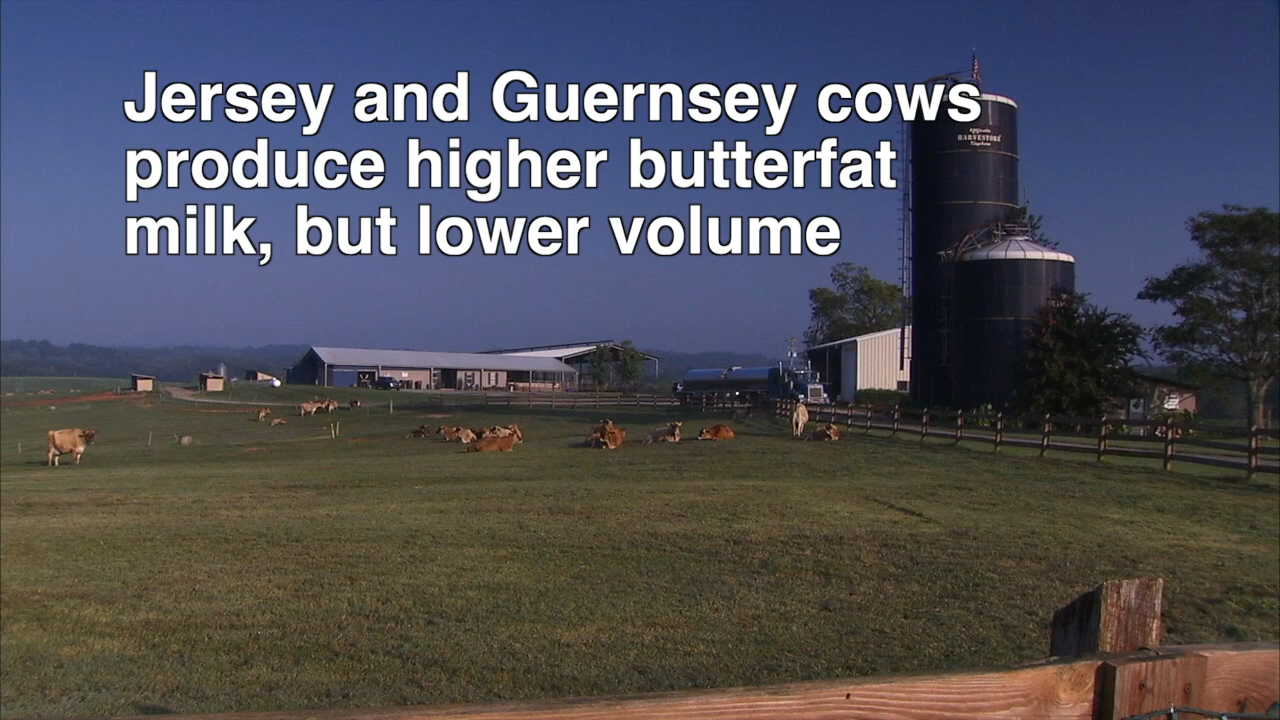 Jersey and Guernsey cows
produce higher butterfat
milk, but lower volume
HARVESTORE